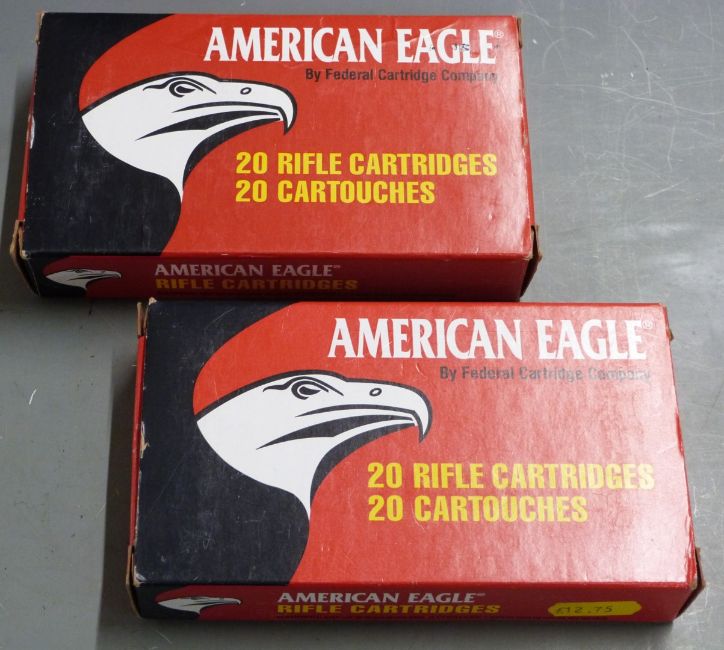 AMERICAN EAGLE®
By Federal Cartridge Company
20 RIFLE CARTRIDGES
20 CARTOUCHES
AMERICAN EAGLE®
RIFLE CARTRIDGES
AMERICAN EAGLE®
By Federal Cartridge Company
20 RIFLE CARTRIDGES
20 CARTOUCHES
AMERICAN EAGLE®
RIFLE CARTRIDGES
£12.75